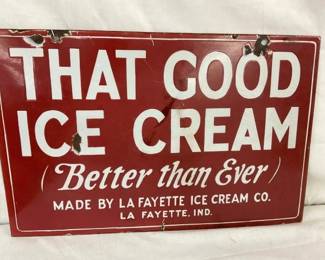 THAT GOOD
ICE CREAM
(Better than Ever)
MADE BY LA FAYETTE ICE CREAM CO.
LA FAYETTE, IND.